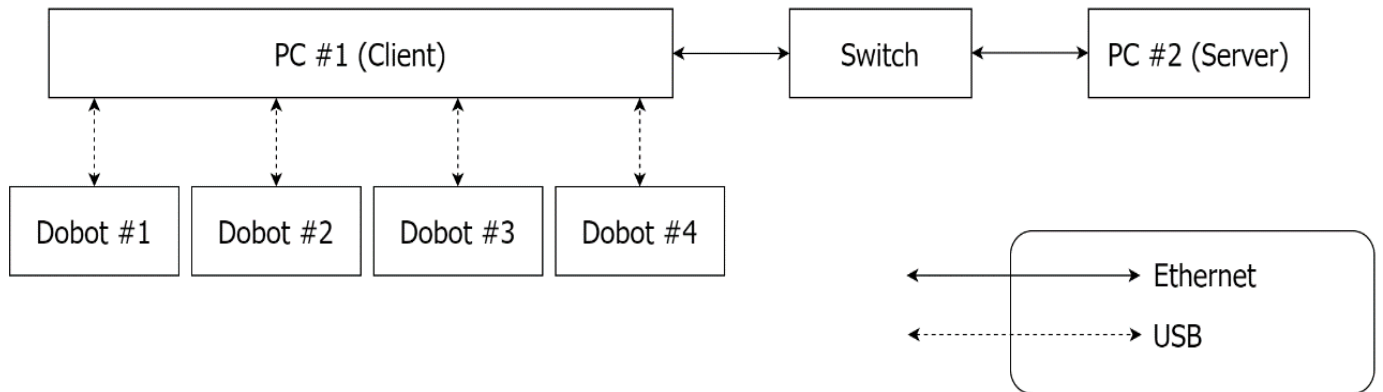 PC #1 (Client)
Switch
PC #2 (Server)
Dobot #1
Dobot #2
Dobot #3
Dobot #4
Ethernet
USB